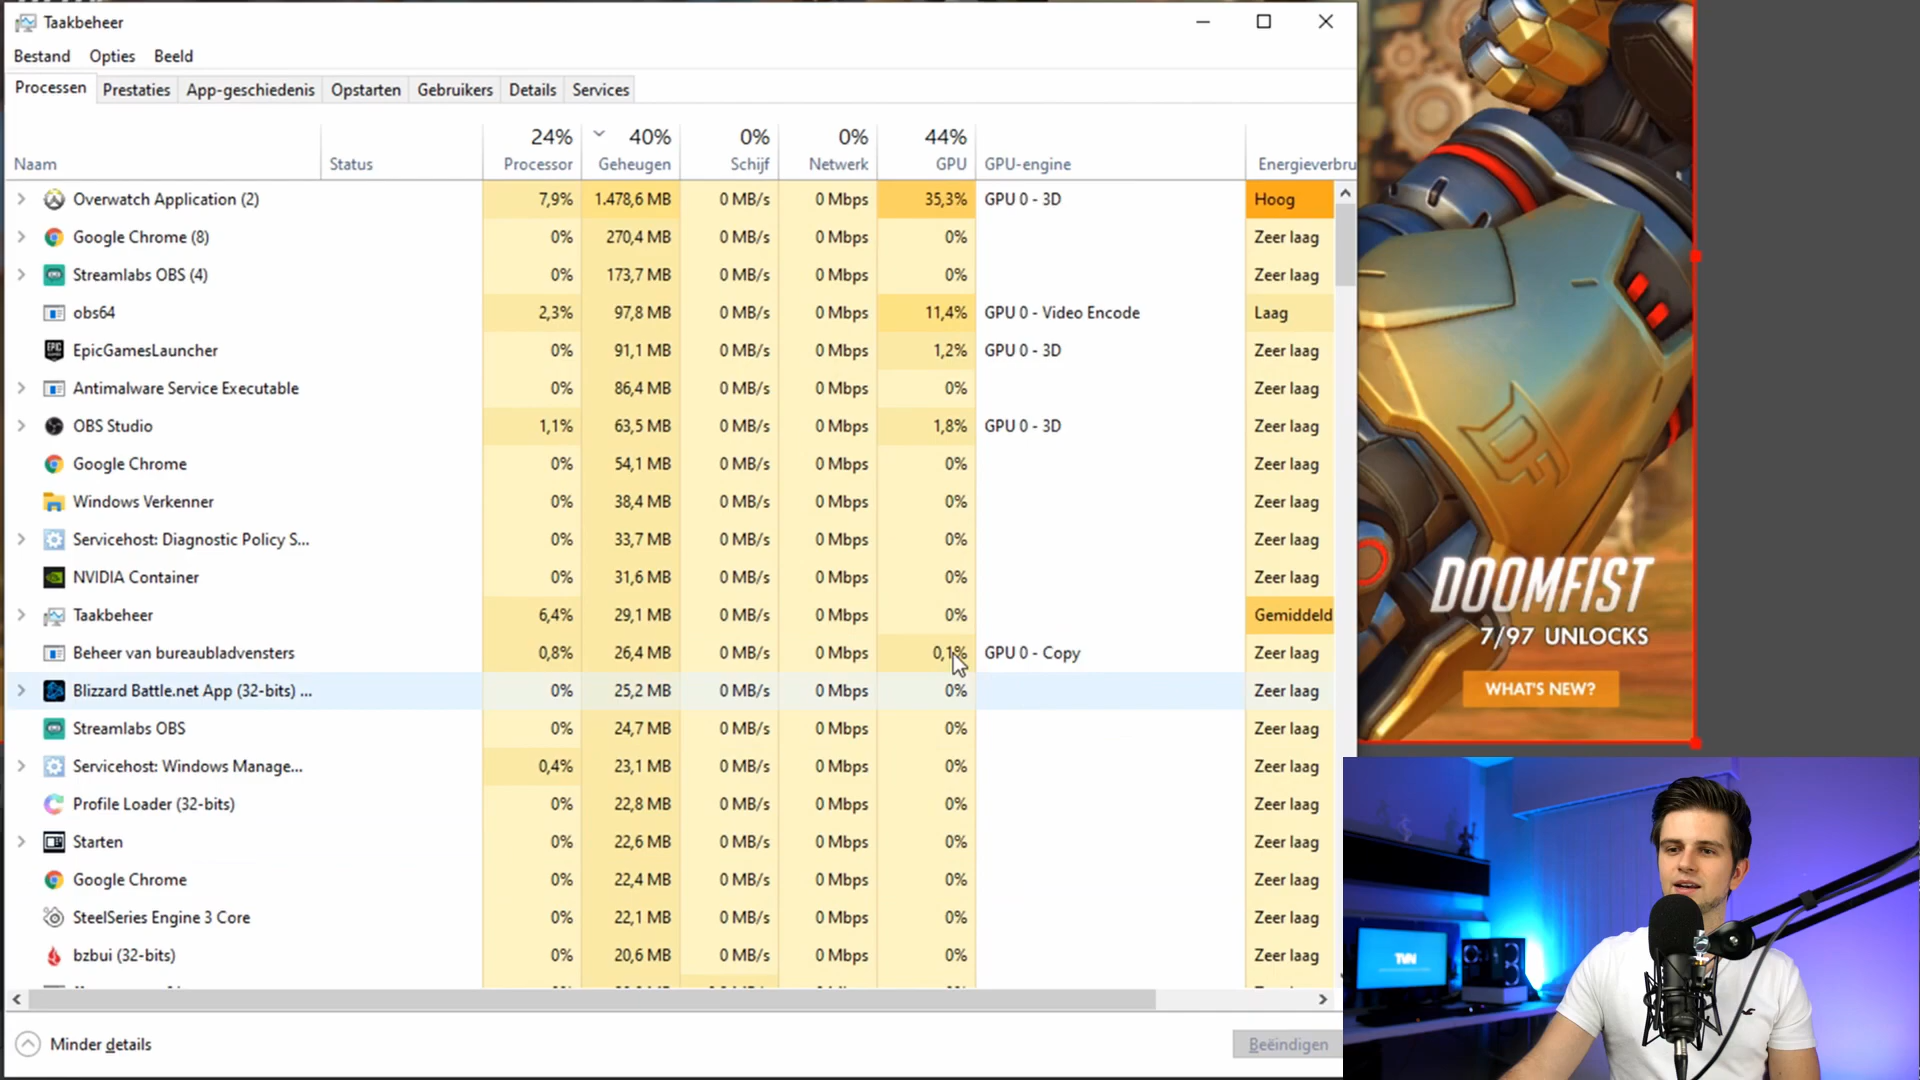 Taakbeheer
Bestand Opties Beeld
Processen Prestaties App-geschiedenis Opstarten Gebruikers Details Services
24% 40% 0% 0% 44%
Naam Status Processor Geheugen Schijf Netwerk GPU GPU-engine Energieverbru
Overwatch Application (2) 7,9% 1.478,6 MB 0 MB/s 0 Mbps 35,3% GPU 0 - 3D Hoog
Google Chrome (8) 0% 270,4 MB 0 MB/s 0 Mbps 0% Zeer laag
Streamlabs OBS (4) 0% 173,7 MB 0 MB/s 0 Mbps 0% Zeer laag
obs64 2,3% 97,8 MB 0 MB/s 0 Mbps 11,4% GPU 0 - Video Encode Laag
EpicGamesLauncher 0% 91,1 MB 0 MB/s 0 Mbps 1,2% GPU 0 - 3D Zeer laag
Antimalware Service Executable 0% 86,4 MB 0 MB/s 0 Mbps 0% Zeer laag
OBS Studio 1,1% 63,5 MB 0 MB/s 0 Mbps 1,8% GPU 0 - 3D Zeer laag
Google Chrome 0% 54,1 MB 0 MB/s 0 Mbps 0% Zeer laag
Windows Verkenner 0% 38,4 MB 0 MB/s 0 Mbps 0% Zeer laag
Servicehost: Diagnostic Policy S... 0% 33,7 MB 0 MB/s 0 Mbps 0% Zeer laag
NVIDIA Container 0% 31,6 MB 0 MB/s 0 Mbps 0% Zeer laag
Taakbeheer 6,4% 29,1 MB 0 MB/s 0 Mbps 0% Gemiddeld
Beheer van bureaubladvensters 0,8% 26,4 MB 0 MB/s 0 Mbps 0,1% GPU 0 - Copy Zeer laag
Blizzard Battle.net App (32-bits) ... 0% 25,2 MB 0 MB/s 0 Mbps 0% Zeer laag
Streamlabs OBS 0% 24,7 MB 0 MB/s 0 Mbps 0% Zeer laag
Servicehost: Windows Manage... 0,4% 23,1 MB 0 MB/s 0 Mbps 0% Zeer laag
Profile Loader (32-bits) 0% 22,8 MB 0 MB/s 0 Mbps 0% Zeer laag
Starten 0% 22,6 MB 0 MB/s 0 Mbps 0% Zeer laag
Google Chrome 0% 22,4 MB 0 MB/s 0 Mbps 0% Zeer laag
SteelSeries Engine 3 Core 0% 22,1 MB 0 MB/s 0 Mbps 0% Zeer laag
bzbui (32-bits) 0% 20,6 MB 0 MB/s 0 Mbps 0% Zeer laag
Minder details Beëindigen
DF
DOOMFIST
7/97 UNLOCKS
WHAT'S NEW?
TVN